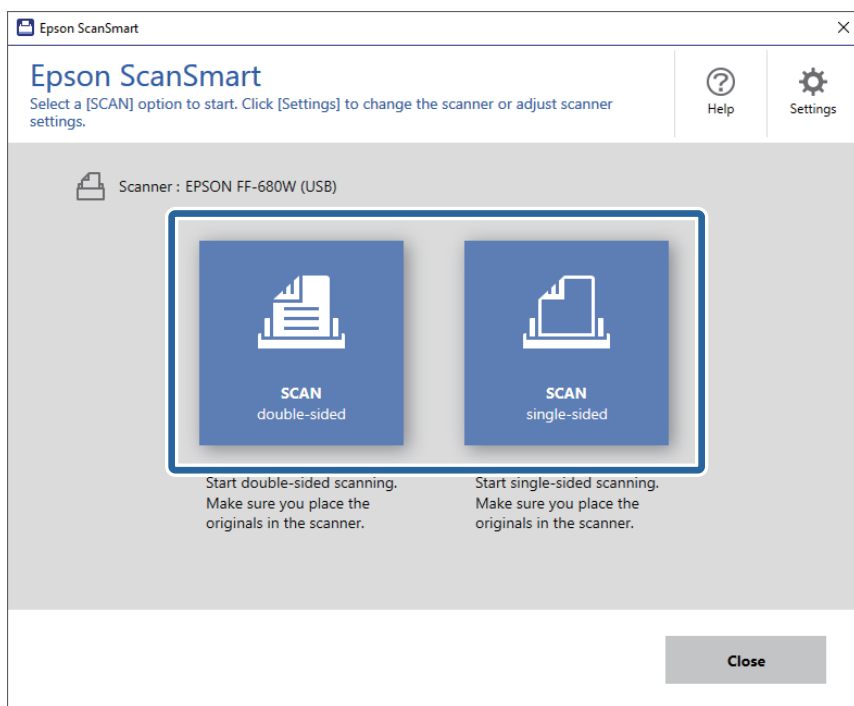 Epson ScanSmart
Epson ScanSmart
Select a [SCAN] option to start. Click [Settings] to change the scanner or adjust scanner
settings.
Help
Settings
Scanner : EPSON FF-680W (USB)
SCAN
double-sided
SCAN
single-sided
Start double-sided scanning.
Make sure you place the
originals in the scanner.
Start single-sided scanning.
Make sure you place the
originals in the scanner.
Close